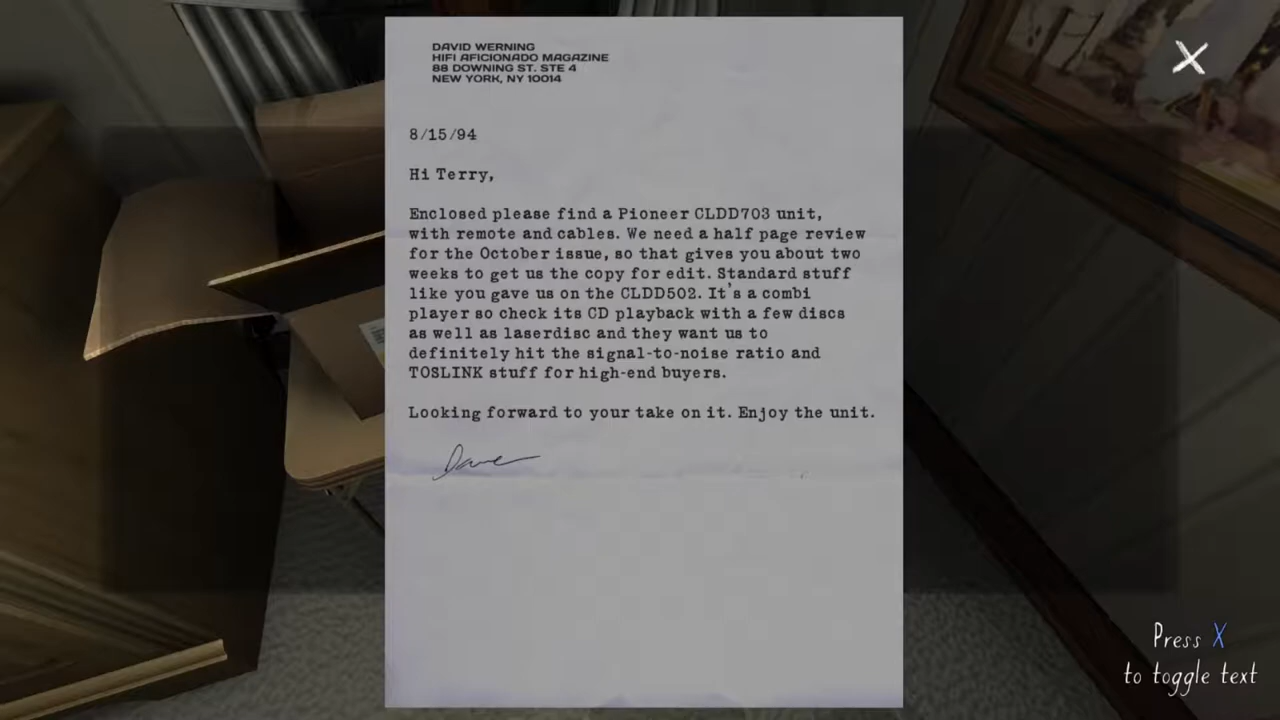 DAVID WERNING
HIFI AFICIONADO MAGAZINE
88 DOWNING ST. STE 4
NEW YORK, NY 10014
8/15/94
Hi Terry,
Enclosed please find a Pioneer CLDD703 unit,
with remote and cables. We need a half page review
for the October issue, so that gives you about two
weeks to get us the copy for edit. Standard stuff
like you gave us on the CLDD502. It's a combi
player so check its CD playback with a few discs
as well as laserdisc and they want us to
definitely hit the signal-to-noise ratio and
TOSLINK stuff for high-end buyers.
Looking forward to your take on it. Enjoy the unit.
Dave
X
Press X
to toggle text